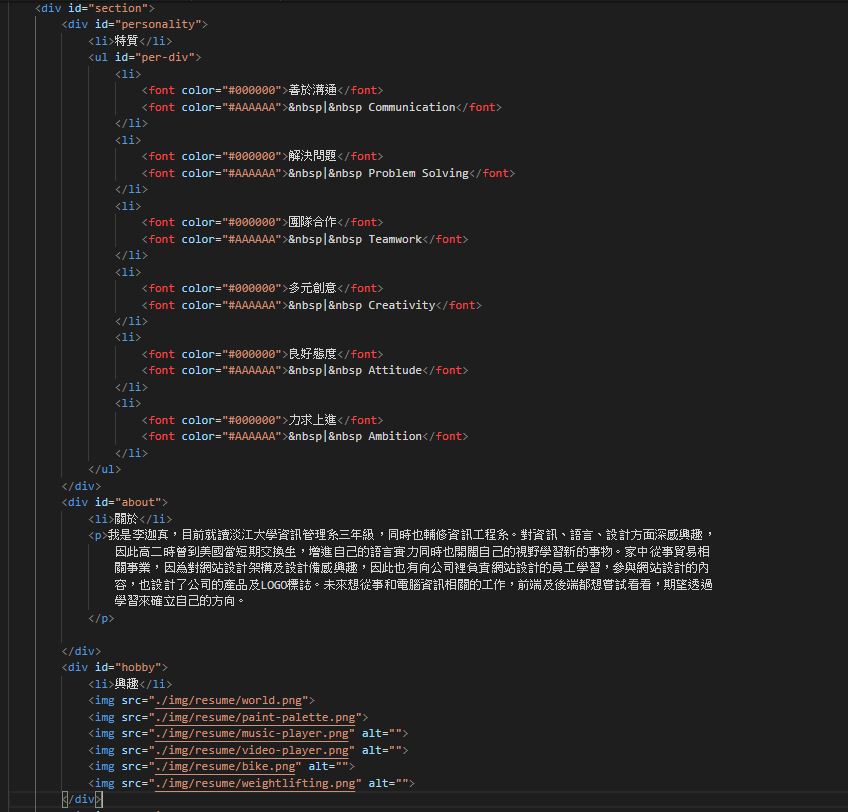 <div id="section">
<div id="personality">
<li>特質</li>
<ul id="per-div">
<li>
<font color="#000000">善於溝通</font>
<font color="#AAAAAA">&nbsp|&nbsp Communication</font>
</li>
<li>
<font color="#000000">解決問題</font>
<font color="#AAAAAA">&nbsp|&nbsp Problem Solving</font>
</li>
<li>
<font color="#000000">團隊合作</font>
<font color="#AAAAAA">&nbsp|&nbsp Teamwork</font>
</li>
<li>
<font color="#000000">多元創意</font>
<font color="#AAAAAA">&nbsp|&nbsp Creativity</font>
</li>
<li>
<font color="#000000">良好態度</font>
<font color="#AAAAAA">&nbsp|&nbsp Attitude</font>
</li>
<li>
<font color="#000000">力求上進</font>
<font color="#AAAAAA">&nbsp|&nbsp Ambition</font>
</li>
</ul>
</div>
<div id="about">
<li>關於</li>
<p>我是李迦真，目前就讀淡江大學資訊管理系三年級，同時也輔修資訊工程系。對資訊、語言、設計方面深感興趣，
因此高二時曾到美國當短期交換生，增進自己的語言實力同時也開闊自己的視野學習新的事物。家中從事貿易相
關事業，因為對網站設計架構及設計備感興趣，因此也有向公司裡負責網站設計的員工學習，參與網站設計的內
容，也設計了公司的產品及LOGO標誌。未來想從事和電腦資訊相關的工作，前端及後端都想嘗試看看，期望透過
學習來確立自己的方向。
</p>
</div>
<div id="hobby">
<li>興趣</li>
<img src="./img/resume/world.png">
<img src="./img/resume/paint-palette.png">
<img src="./img/resume/music-player.png" alt="">
<img src="./img/resume/video-player.png" alt="">
<img src="./img/resume/bike.png" alt="">
<img src="./img/resume/weightlifting.png" alt="">
</div>